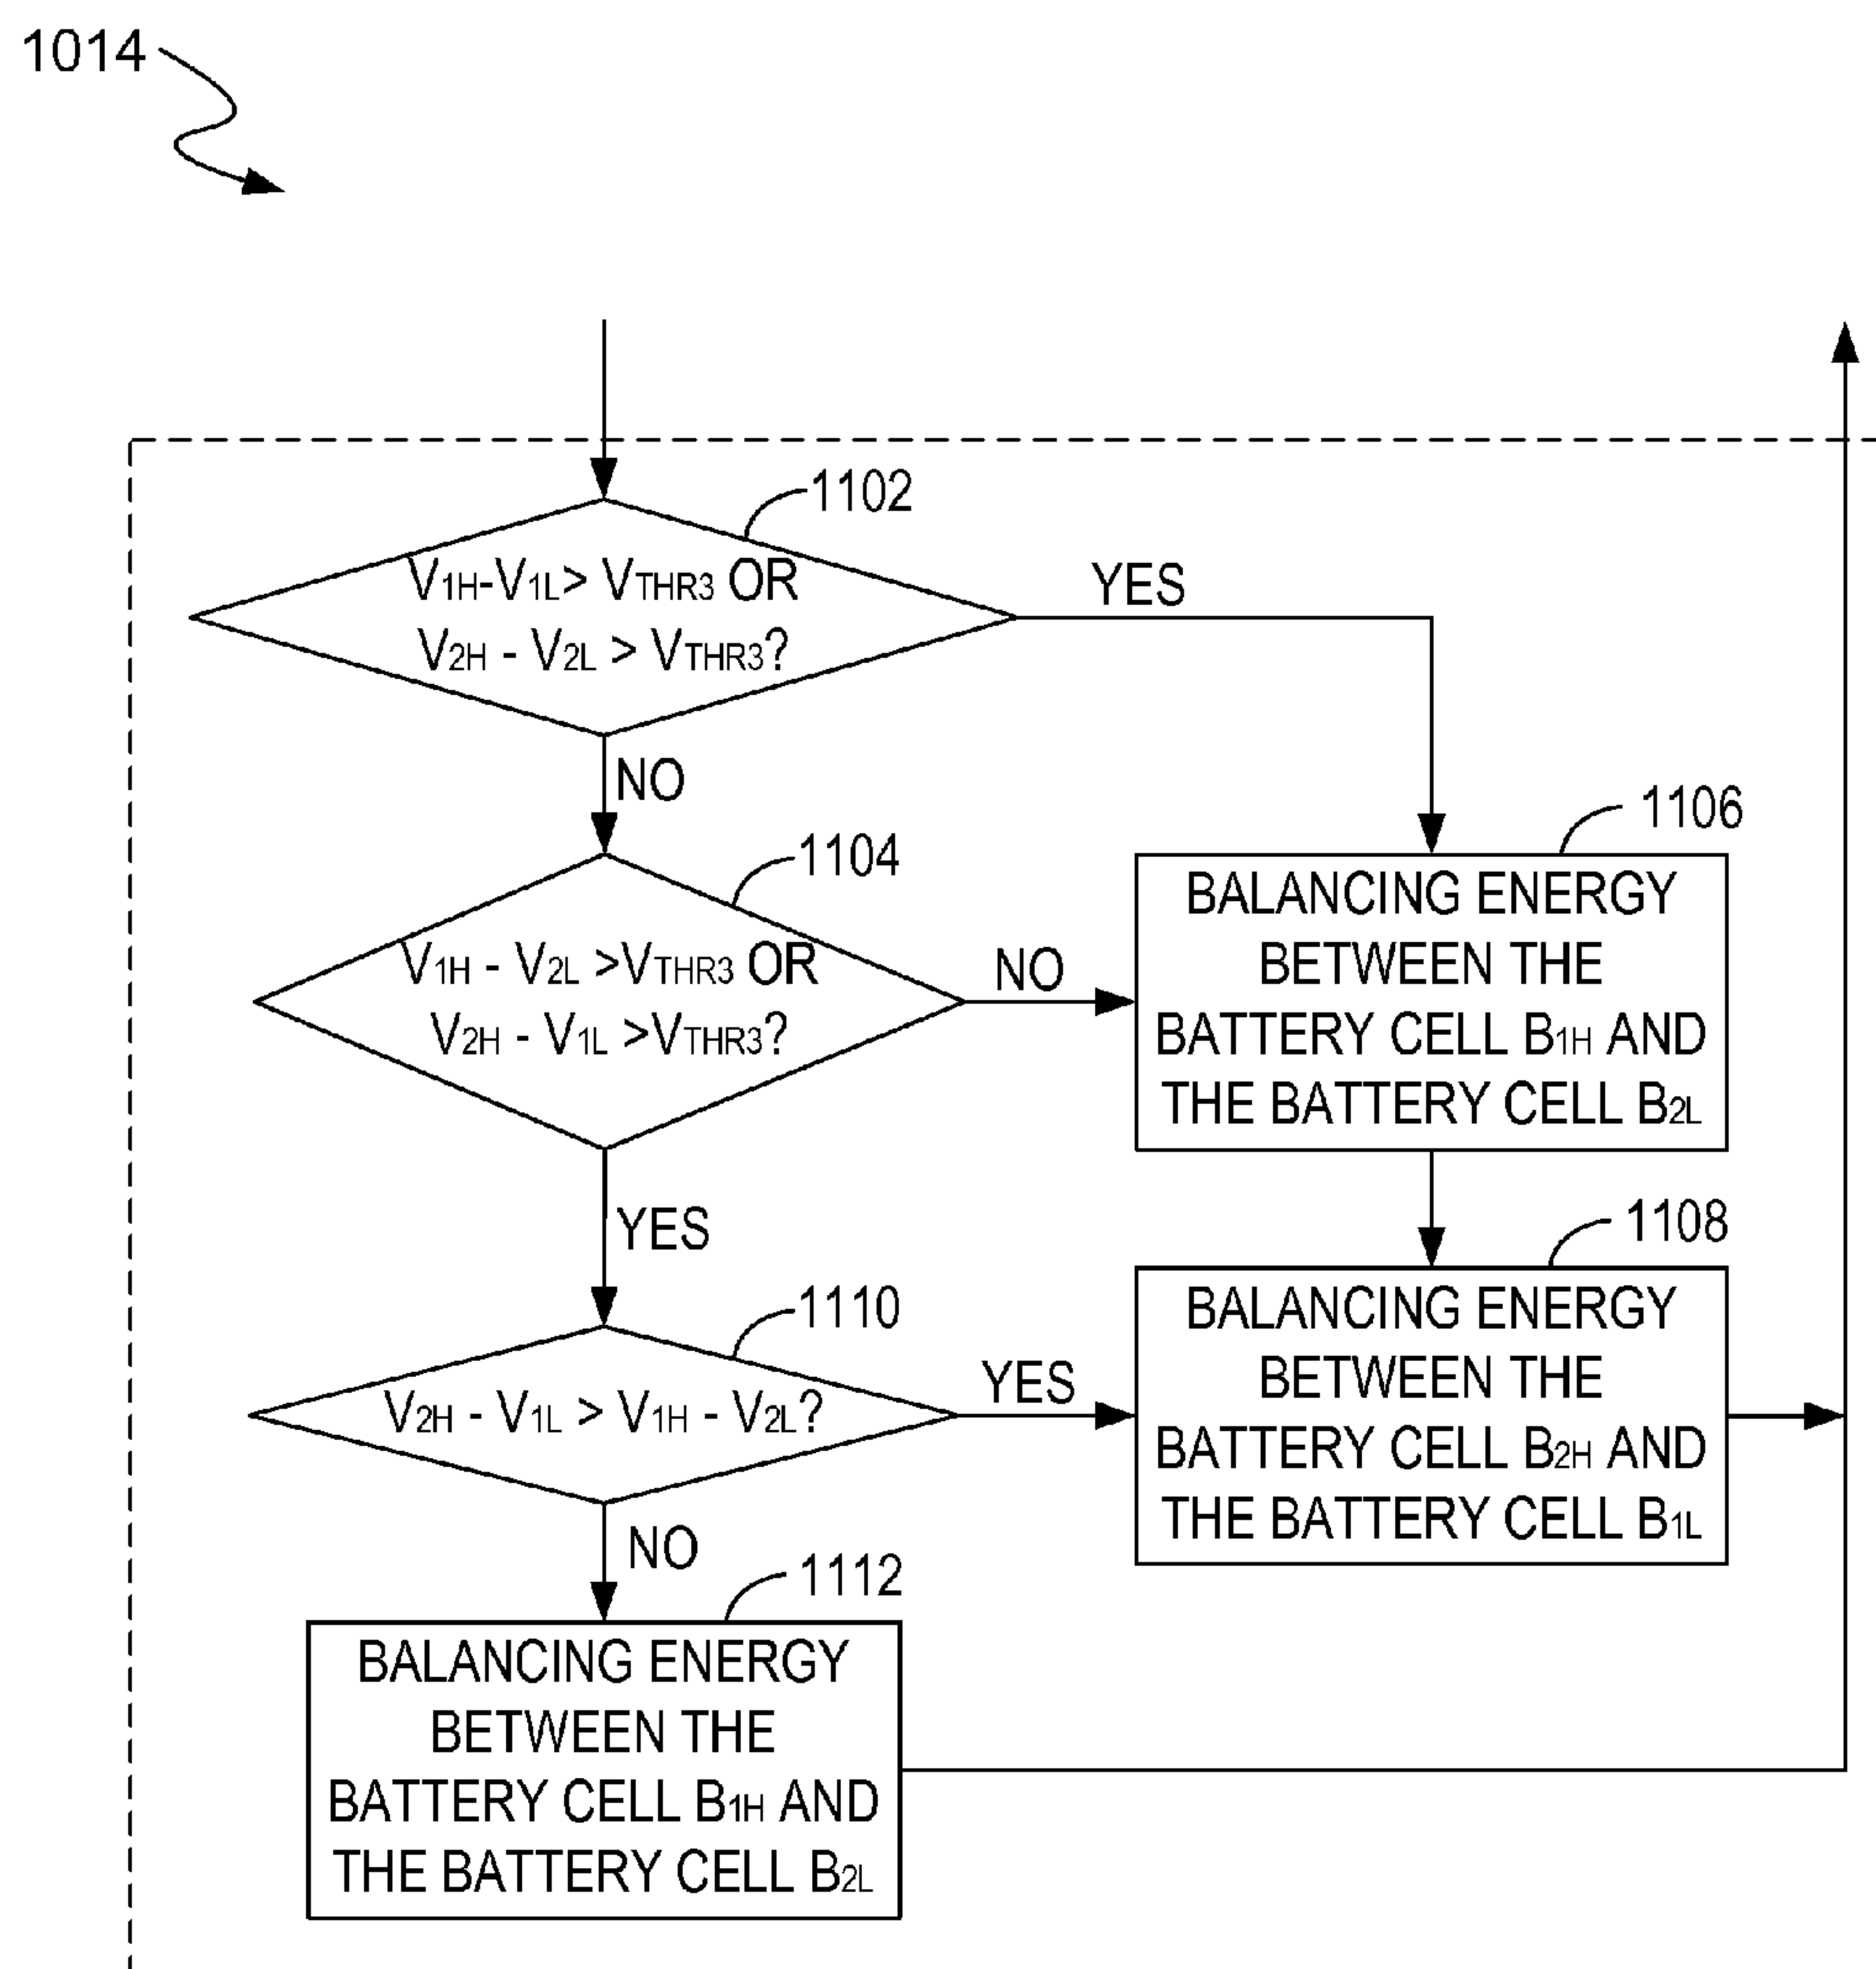 1014
1102
V1H-V1L> VTHR3 OR
V2H - V2L > VTHR3?
YES
NO
1104
V1H - V2L >VTHR3 OR
V2H - V1L >VTHR3?
NO
1106
BALANCING ENERGY
BETWEEN THE
BATTERY CELL B1H AND
THE BATTERY CELL B2L
YES
1108
BALANCING ENERGY
BETWEEN THE
BATTERY CELL B2H AND
THE BATTERY CELL B1L
1110
V2H - V1L > V1H - V2L?
YES
NO
1112
BALANCING ENERGY
BETWEEN THE
BATTERY CELL B1H AND
THE BATTERY CELL B2L